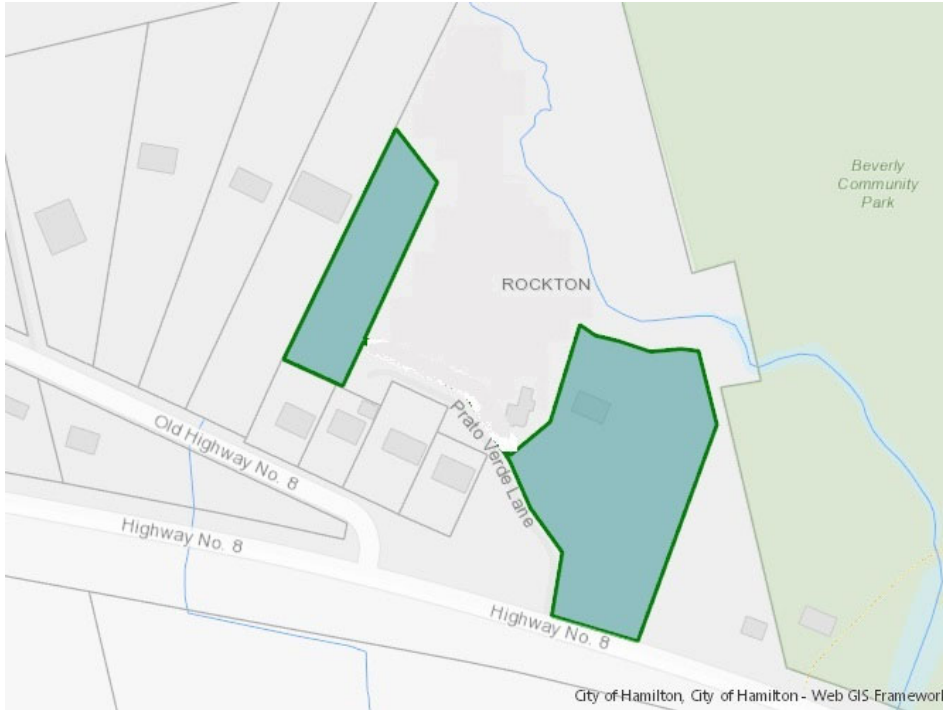 Beverly
Community
Park
ROCKTON
Prato Verde Lane
Old Highway No. 8
Highway No. 8
Highway No. 8
City of Hamilton, City of Hamilton - Web GIS Framework